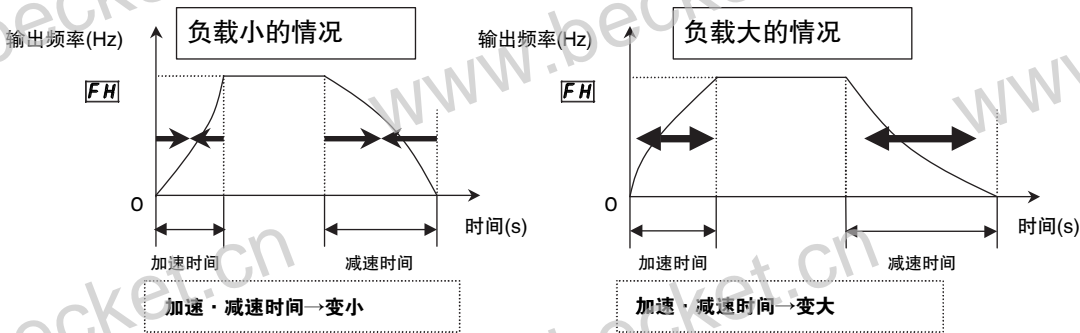 负载小的情况
输出频率(Hz)
FH
0
时间(s)
加速时间
减速时间
加速·减速时间→变小
负载大的情况
输出频率(Hz)
FH
0
时间(s)
加速时间
减速时间
加速·减速时间→变大
www.becket.cn